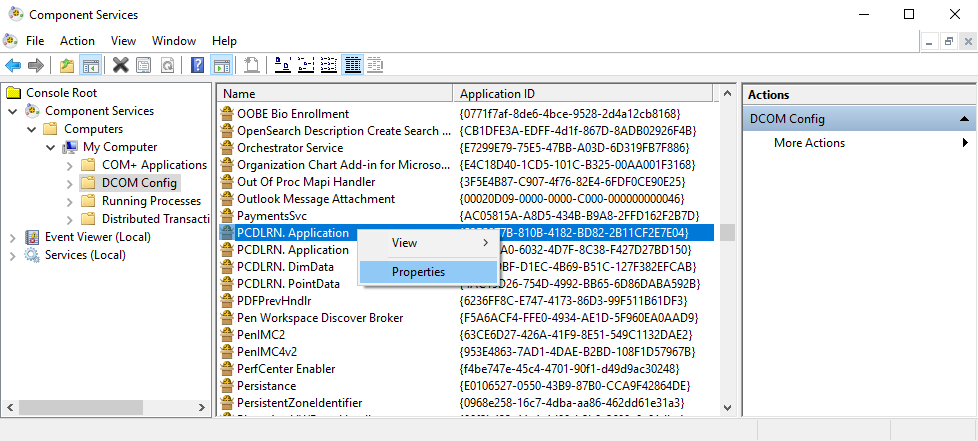 Component Services
File Action View Window Help
Console Root
Component Services
Computers
My Computer
COM+ Applications
DCOM Config
Running Processes
Distributed Transacti
Event Viewer (Local)
Services (Local)
Name Application ID
OOBE Bio Enrollment {0771f7af-8de6-4bce-9528-2d4a12cb8168}
OpenSearch Description Create Search ... {CB1DFE3A-EDFF-4d1f-867D-8ADB02926F4B}
Orchestrator Service {E7299E79-75E5-47BB-A03D-6D319FB7F886}
Organization Chart Add-in for Microso... {E4C18D40-1CD5-101C-B325-00AA001F3168}
Out Of Proc Mapi Handler {3F5E4B87-C907-4f76-82E4-6FDF0CE90E25}
Outlook Message Attachment {00020D09-0000-0000-C000-000000000046}
PaymentsSvc {AC05815A-A8D5-434B-B9A8-2FFD162F2B7D}
PCDLRN. Application 7B-810B-4182-BD82-2B11CF2E7E04}
PCDLRN. Application A0-6032-4D7F-8C38-F427D27BD150}
PCDLRN. DimData BF-D1EC-4B69-B51C-127F382EFCAB}
PCDLRN. PointData D26-754D-4992-BB65-6D86DABA592B}
PDFPrevHndlr {6236FF8C-E747-4173-86D3-99F511B61DF3}
Pen Workspace Discover Broker {F5A6ACF4-FFE0-4934-AE1D-5F960EA0AAD9}
PenIMC2 {63CE6D27-426A-41F9-8E51-549C1132DAE2}
PenIMC4v2 {953E4863-7AD1-4DAE-B2BD-108F1D57967B}
PerfCenter Enabler {f4be747e-45c4-4701-90f1-d49d9ac30248}
Persistance {E0106527-0550-43B9-87B0-CCA9F42864DE}
PersistentZoneIdentifier {0968e258-16c7-4dba-aa86-462dd61e31a3}
View
Properties
Actions
DCOM Config
More Actions